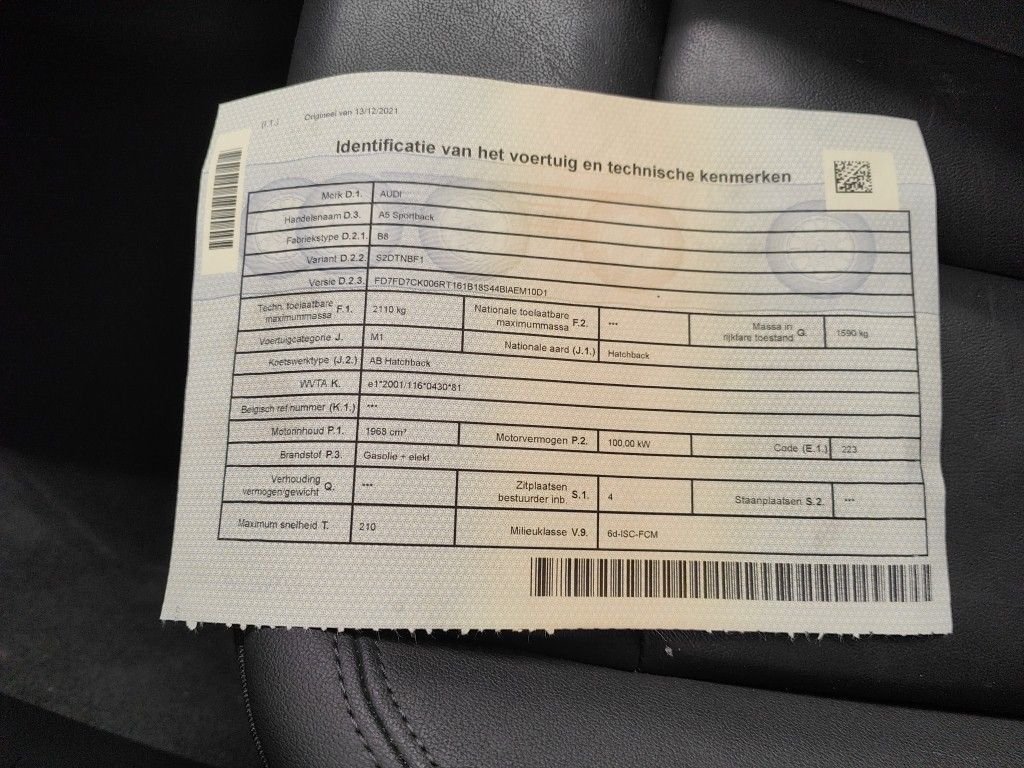 (I.1.) Origineel van 13/12/2021
Identificatie van het voertuig en technische kenmerken
Merk D.1. AUDI
Handelsnaam D.3. A5 Sportback
Fabriekstype D.2.1. B8
Variant D.2.2. S2DTNBF1
Versie D.2.3. FD7FD7CK006RT161B18S44BIAEM10D1
Techn. toelaatbare maximummassa F.1. 2110 kg Nationale toelaatbare maximummassa F.2. --- Massa in rijklare toestand G. 1590 kg
Voertuigcategorie J. M1 Nationale aard (J.1.) Hatchback
Koetswerktype (J.2.) AB Hatchback
WVTA K. e1*2001/116*0430*81
Belgisch ref nummer (K.1.) ---
Motorinhoud P.1. 1968 cm³ Motorvermogen P.2. 100,00 kW Code (E.1.) 223
Brandstof P.3 Gasolie + elekt
Verhouding vermogen/gewicht Q. --- Zitplaatsen bestuurder inb. S.1. 4 Staanplaatsen S.2. ---
Maximum snelheid T. 210 Milieuklasse V.9. 6d-ISC-FCM